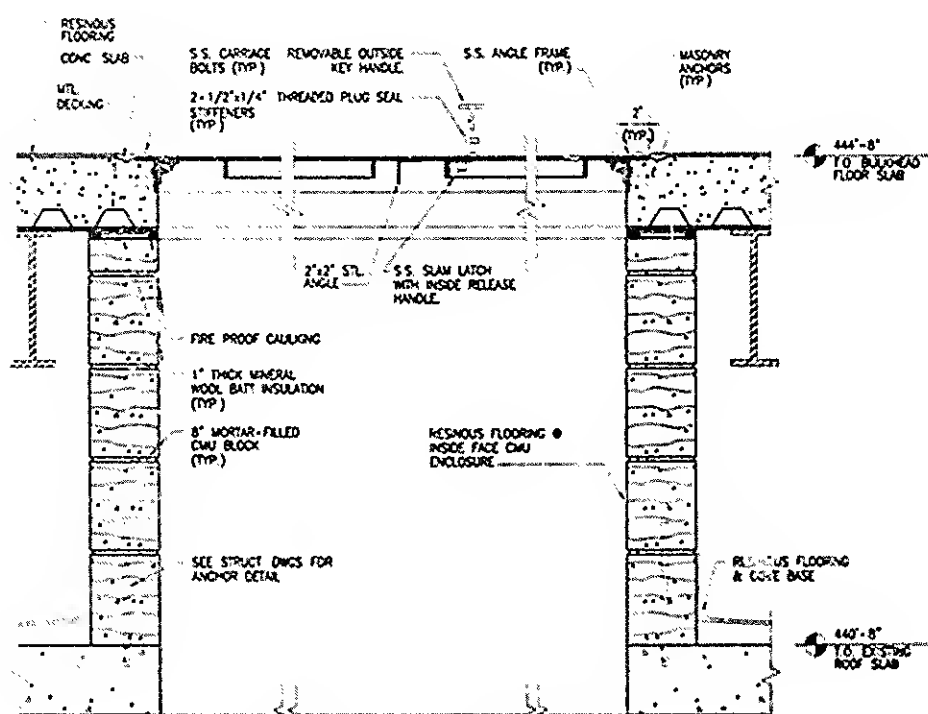 RESINOUS
FLOORING
CONC SLAB
MTL.
DECKING
S.S. CARRIAGE
BOLTS (TYP.)
REMOVABLE OUTSIDE
KEY HANDLE.
2-1/2"x1/4"
STIFFENERS
(TYP.)
THREADED PLUG SEAL
S.S. ANGLE FRAME
(TYP.)
MASONRY
ANCHORS
(TYP.)
2"
(TYP.)
444'-8"
T.O. BULKHEAD
FLOOR SLAB
2"x2" STL.
ANGLE
S.S. SLAM LATCH
WITH INSIDE RELEASE
HANDLE.
FIRE PROOF CAULKING
1" THICK MINERAL
WOOL BATT INSULATION
(TYP.)
8" MORTAR-FILLED
CMU BLOCK
(TYP.)
RESINOUS FLOORING @
INSIDE FACE CMU
ENCLOSURE
SEE STRUCT DWGS FOR
ANCHOR DETAIL
RESINOUS FLOORING
& COVE BASE
440'-8"
T.O. EXISTING
ROOF SLAB